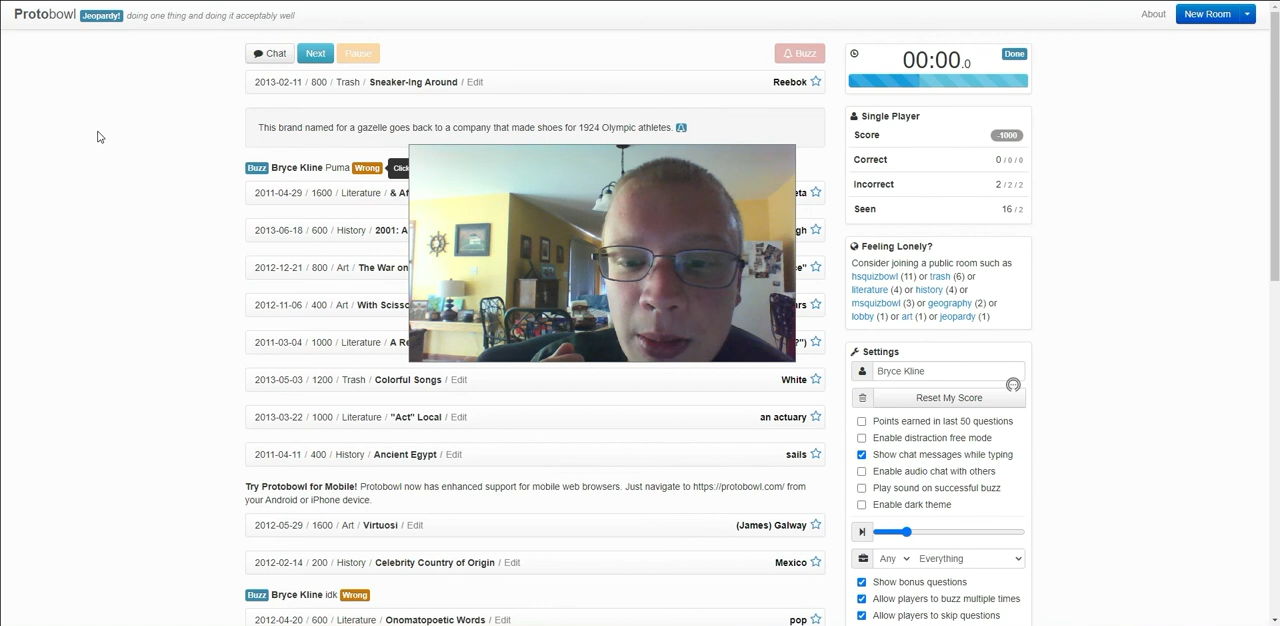 Protobowl Jeopardy! doing one thing and doing it acceptably well
About New Room
Chat Next Pause Buzz
2013-02-11 / 800 / Trash / Sneaker-ing Around / Edit Reebok
This brand named for a gazelle goes back to a company that made shoes for 1924 Olympic athletes.
Buzz Bryce Kline Puma Wrong
2011-04-29 / 1600 / Literature /
2013-06-18 / 600 / History / 2001:
2012-12-21 / 800 / Art / The War on
2012-11-06 / 400 / Art /
2011-03-04 / 1000 / Literature /
2013-05-03 / 1200 / Trash / Colorful Songs / Edit White
2013-03-22 / 1000 / Literature / "Act" Local / Edit an actuary
2011-04-11 / 400 / History / Ancient Egypt / Edit sails
Try Protobowl for Mobile! Protobowl now has enhanced support for mobile web browsers. Just navigate to https://protobowl.com/ from
your Android or iPhone device.
2012-05-29 / 1600 / Art / Virtuosi / Edit (James) Galway
2012-02-14 / 200 / History / Celebrity Country of Origin / Edit Mexico
Buzz Bryce Kline idk Wrong
2012-04-20 / 600 / Literature / Onomatopoetic Words / Edit pop
00:00.0 Done
Single Player
Score -1000
Correct 0 / 0 / 0
Incorrect 2 / 2 / 2
Seen 16 / 2
Feeling Lonely?
Consider joining a public room such as
hsquizbowl (11) or trash (6) or
literature (4) or history (4) or
msquizbowl (3) or geography (2) or
lobby (1) or art (1) or jeopardy (1)
Settings
Bryce Kline
Reset My Score
Points earned in last 50 questions
Enable distraction free mode
Show chat messages while typing
Enable audio chat with others
Play sound on successful buzz
Enable dark theme
Any Everything
Show bonus questions
Allow players to buzz multiple times
Allow players to skip questions